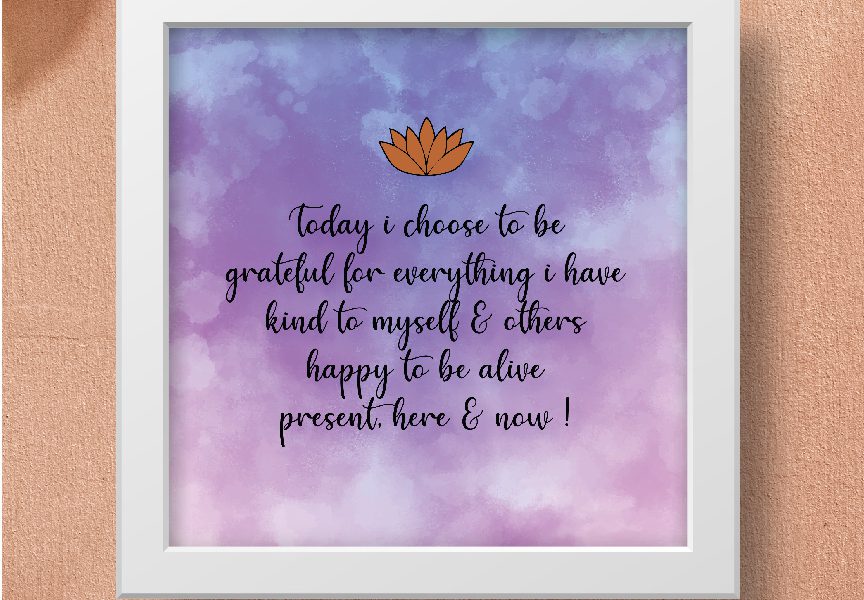 Today i choose to be
grateful for everything i have
kind to myself & others
happy to be alive
present, here & now !